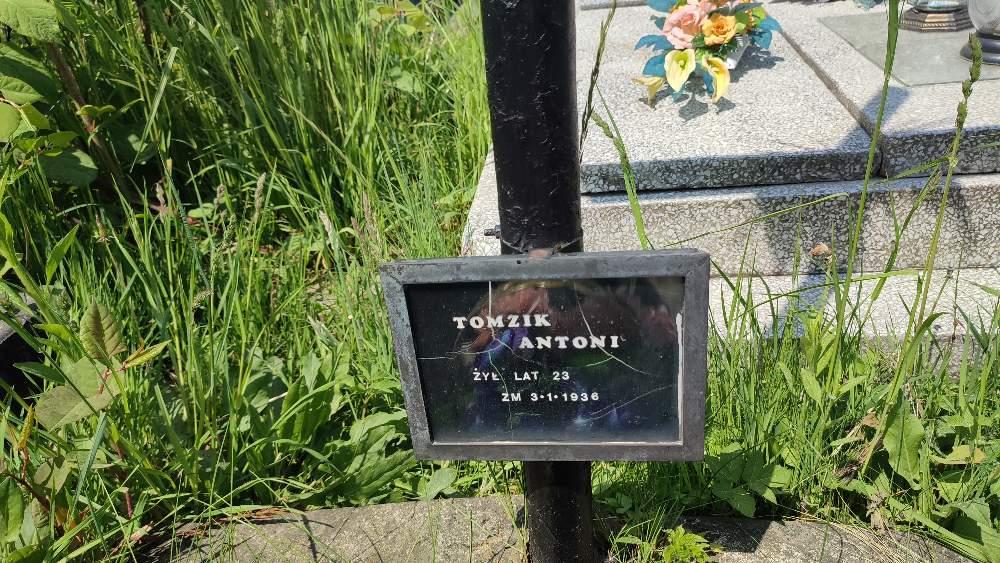 TOMZIK
ANTONI
ŻYŁ LAT 23
ZM 3•1•1936